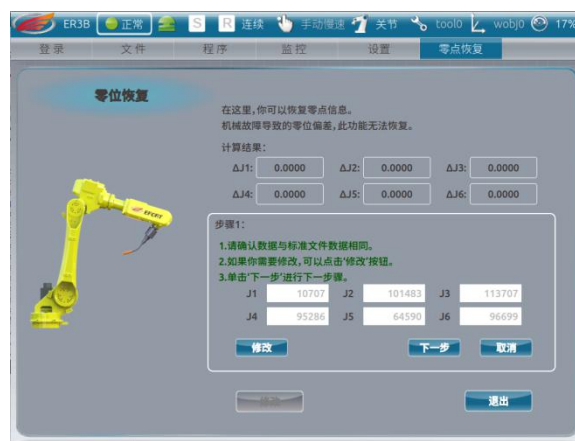 ER3B 正常 S R 连续 手动慢速 关节 tool0 wobj0 17%
登录 文件 程序 监控 设置 零点恢复
零位恢复
在这里,你可以恢复零点信息。
机械故障导致的零位偏差,此功能无法恢复。
计算结果:
ΔJ1: 0.0000 ΔJ2: 0.0000 ΔJ3: 0.0000
ΔJ4: 0.0000 ΔJ5: 0.0000 ΔJ6: 0.0000
EFORT
步骤1:
1.请确认数据与标准文件数据相同。
2.如果你需要修改,可以点击‘修改’按钮。
3.单击‘下一步’进行下一步骤。
J1 10707 J2 101483 J3 113707
J4 95286 J5 64590 J6 96699
修改 下一步 取消
退出